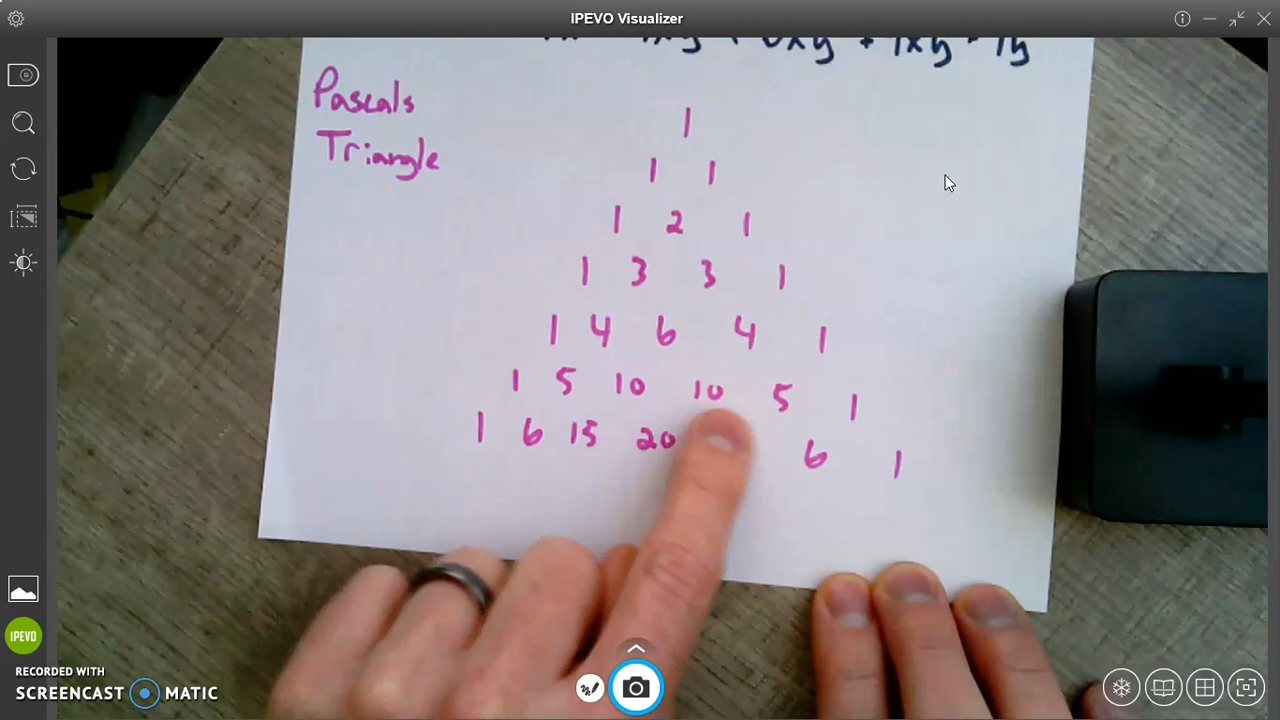 IPEVO Visualizer
Pascals
Triangle
1
1 1
1 2 1
1 3 3 1
1 4 6 4 1
1 5 10 10 5 1
1 6 15 20 6 1
IPEVO
RECORDED WITH
SCREENCAST MATIC